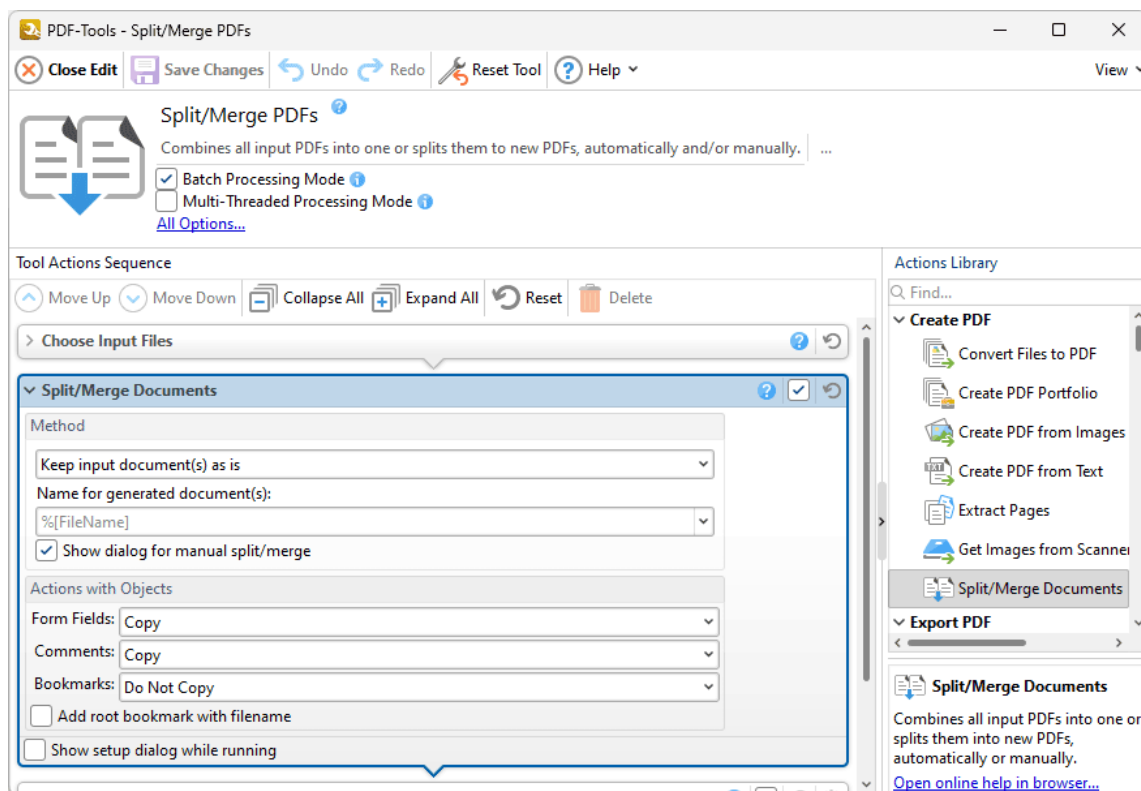 PDF-Tools - Split/Merge PDFs
Close Edit Save Changes Undo Redo Reset Tool ? Help View
Split/Merge PDFs ?
Combines all input PDFs into one or splits them to new PDFs, automatically and/or manually. ...
Batch Processing Mode i
Multi-Threaded Processing Mode i
All Options...
Tool Actions Sequence
Move Up Move Down Collapse All Expand All Reset Delete
Choose Input Files ?
Split/Merge Documents ?
Method
Keep input document(s) as is
Name for generated document(s):
%[FileName]
Show dialog for manual split/merge
Actions with Objects
Form Fields: Copy
Comments: Copy
Bookmarks: Do Not Copy
Add root bookmark with filename
Show setup dialog while running
Actions Library
Find...
Create PDF
Convert Files to PDF
Create PDF Portfolio
Create PDF from Images
TXT Create PDF from Text
Extract Pages
Get Images from Scanner
Split/Merge Documents
Export PDF
Split/Merge Documents
Combines all input PDFs into one or
splits them into new PDFs,
automatically or manually.
Open online help in browser...